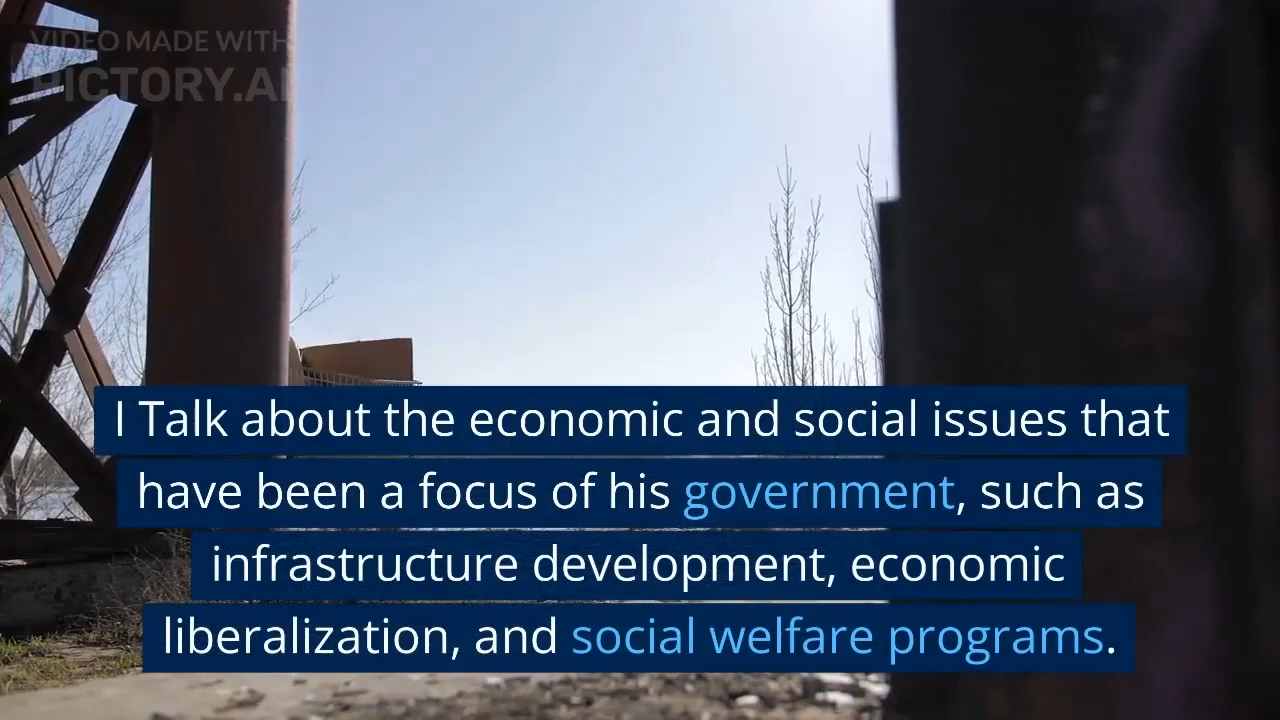 VIDEO MADE WITH
PICTORY.AI
I Talk about the economic and social issues that
have been a focus of his government, such as
infrastructure development, economic
liberalization, and social welfare programs.